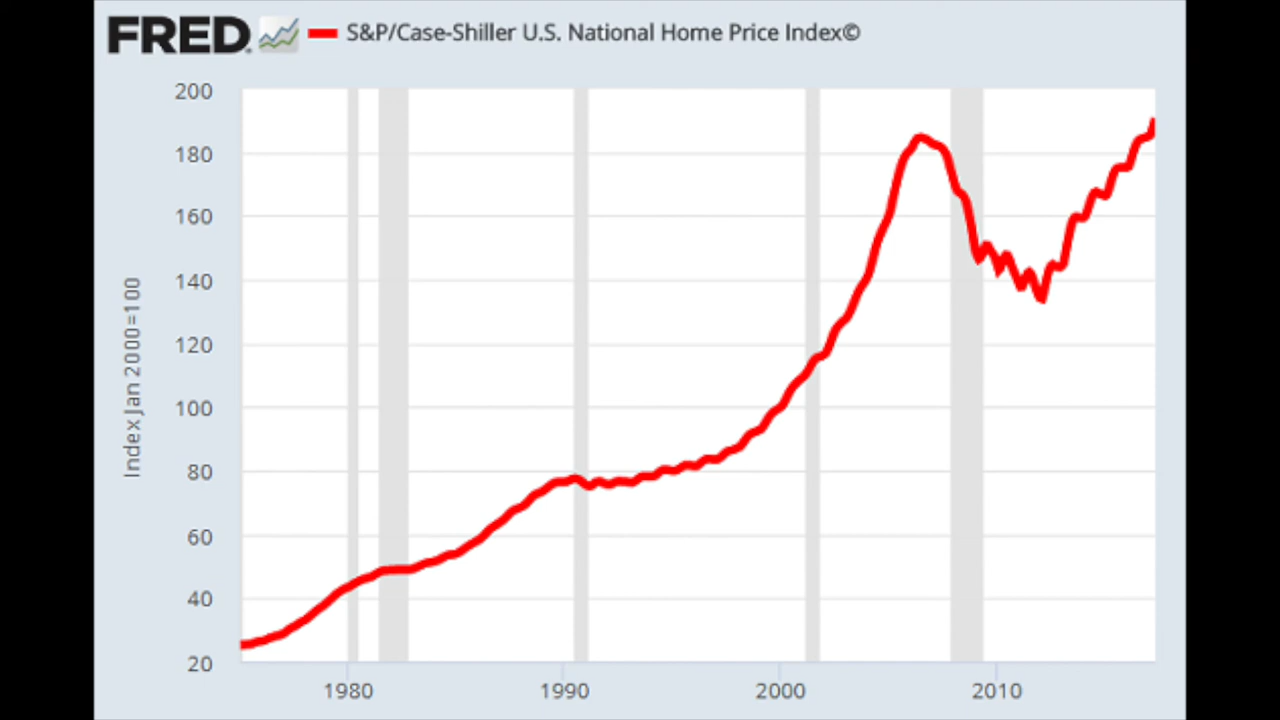 FRED
S&P/Case-Shiller U.S. National Home Price Index©
200
180
160
140
120
100
80
60
40
20
Index Jan 2000=100
1980 1990 2000 2010